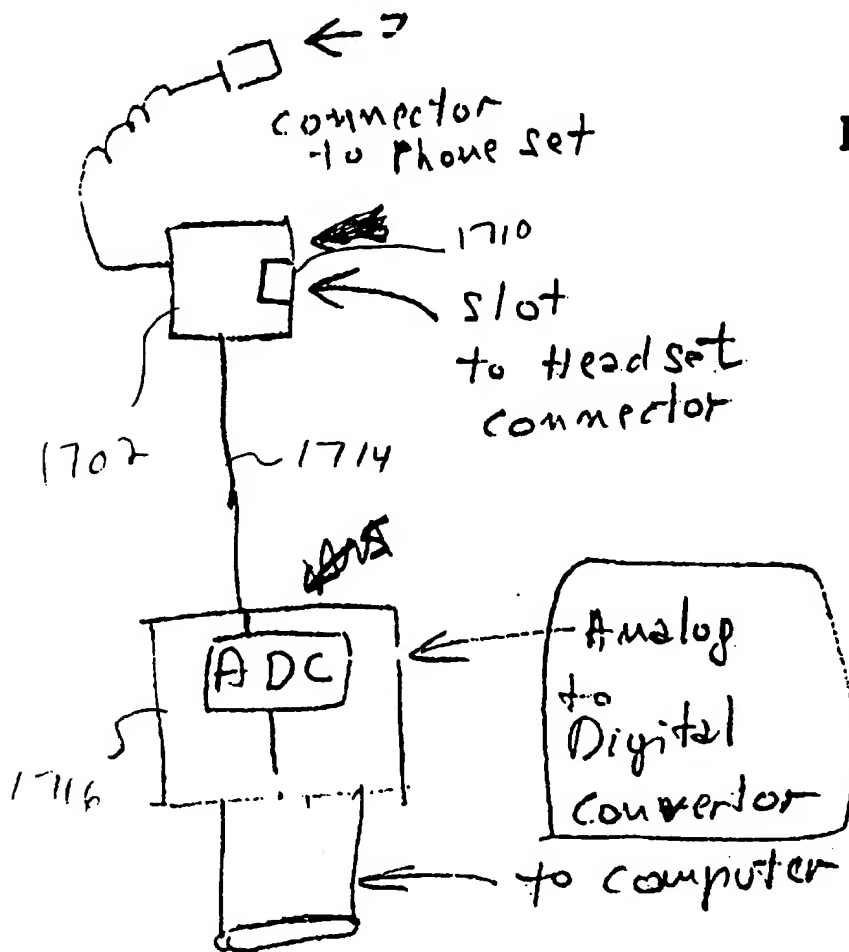 connector
to phone set
1710
slot
to Headset
connector
1702
1714
ADC
Analog
to
Digital
Convertor
1716
to computer